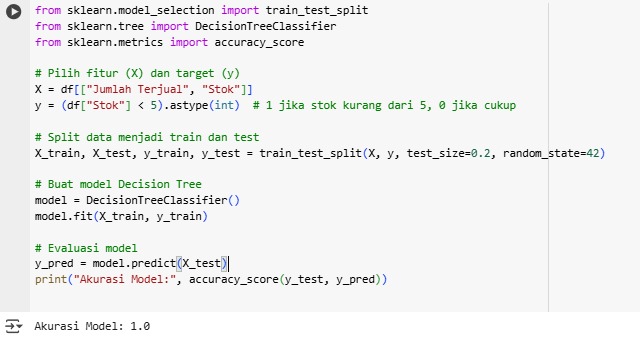 from sklearn.model_selection import train_test_split
from sklearn.tree import DecisionTreeClassifier
from sklearn.metrics import accuracy_score
# Pilih fitur (X) dan target (y)
X = df[["Jumlah Terjual", "Stok"]]
y = (df["Stok"] < 5).astype(int)  # 1 jika stok kurang dari 5, 0 jika cukup
# Split data menjadi train dan test
X_train, X_test, y_train, y_test = train_test_split(X, y, test_size=0.2, random_state=42)
# Buat model Decision Tree
model = DecisionTreeClassifier()
model.fit(X_train, y_train)
# Evaluasi model
y_pred = model.predict(X_test)
print("Akurasi Model:", accuracy_score(y_test, y_pred))
Akurasi Model: 1.0